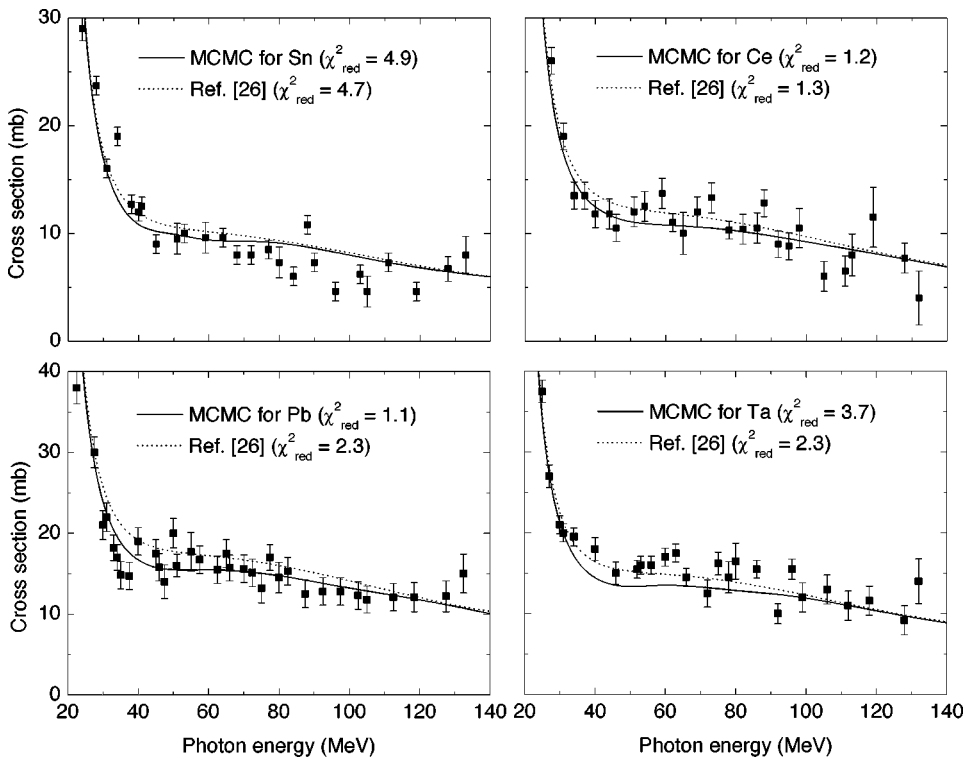 30
20
10
0
Cross section (mb)
MCMC for Sn (χ²red = 4.9)
Ref. [26] (χ²red = 4.7)
MCMC for Ce (χ²red = 1.2)
Ref. [26] (χ²red = 1.3)
40
30
20
10
0
Cross section (mb)
MCMC for Pb (χ²red = 1.1)
Ref. [26] (χ²red = 2.3)
MCMC for Ta (χ²red = 3.7)
Ref. [26] (χ²red = 2.3)
20 40 60 80 100 120 140
40 60 80 100 120 140
Photon energy (MeV)
Photon energy (MeV)